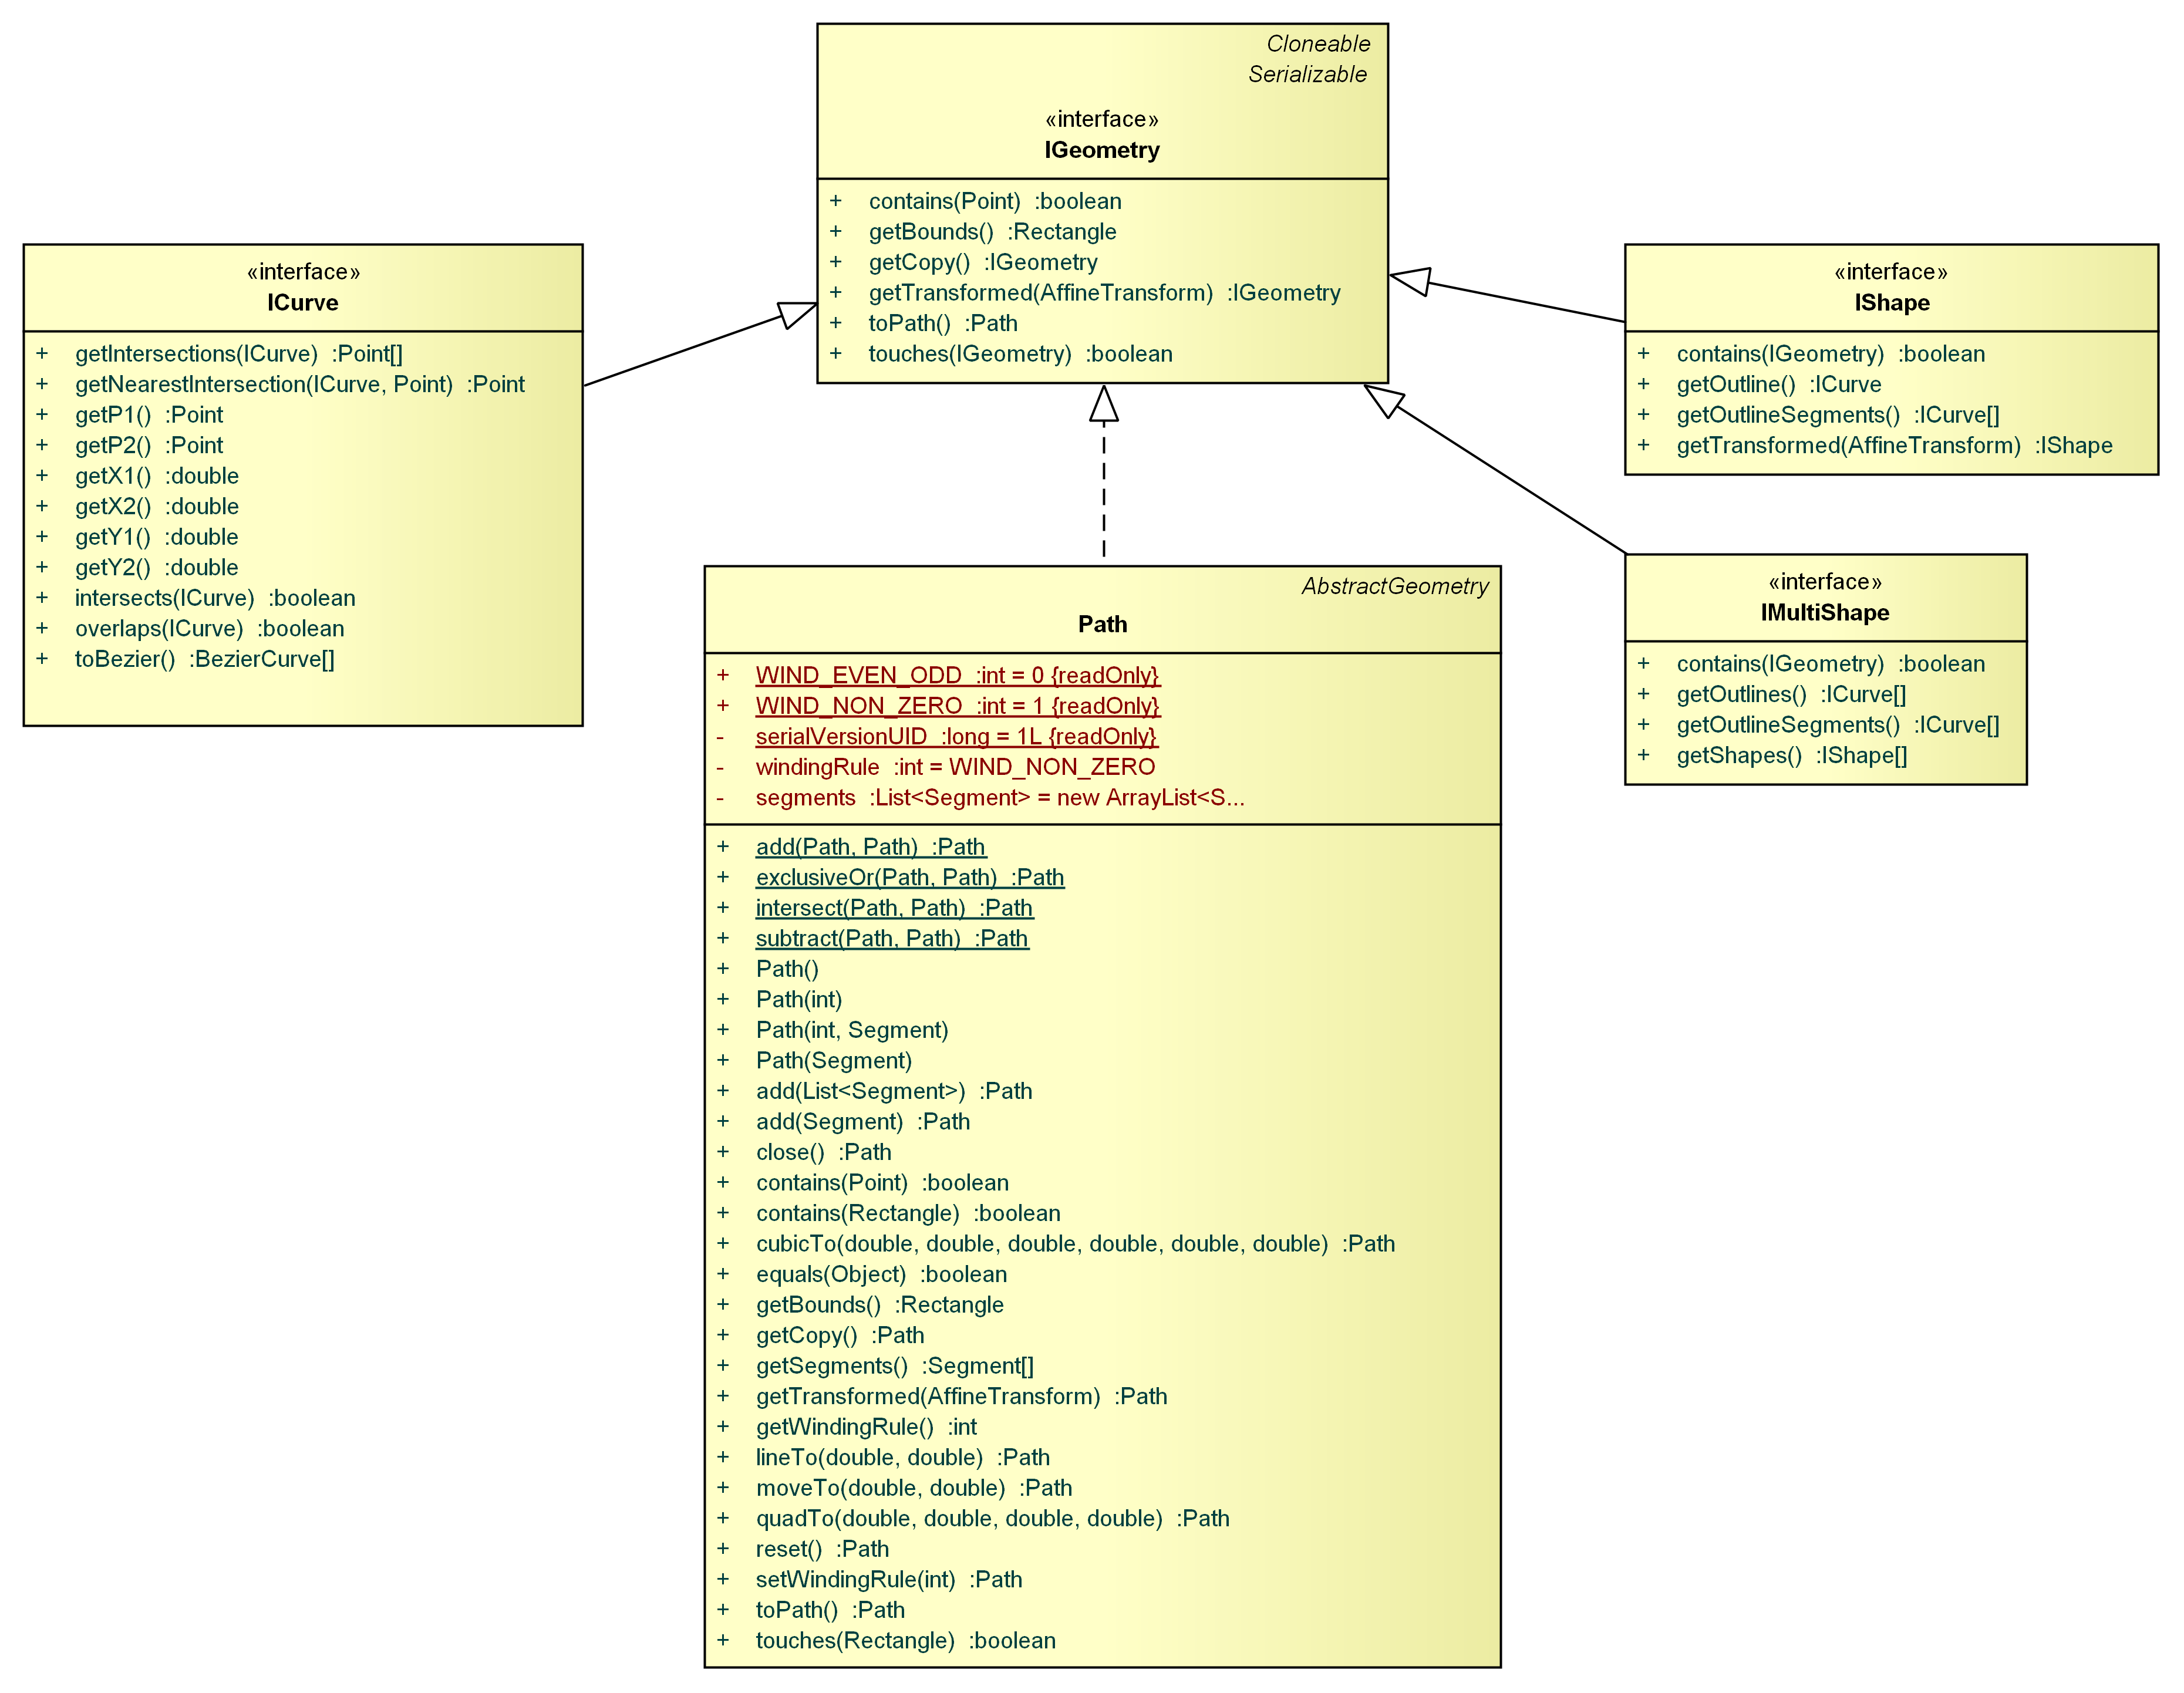 Cloneable
Serializable
«interface»
IGeometry
+ contains(Point) :boolean
+ getBounds() :Rectangle
+ getCopy() :IGeometry
+ getTransformed(AffineTransform) :IGeometry
+ toPath() :Path
+ touches(IGeometry) :boolean
«interface»
ICurve
+ getIntersections(ICurve) :Point[]
+ getNearestIntersection(ICurve, Point) :Point
+ getP1() :Point
+ getP2() :Point
+ getX1() :double
+ getX2() :double
+ getY1() :double
+ getY2() :double
+ intersects(ICurve) :boolean
+ overlaps(ICurve) :boolean
+ toBezier() :BezierCurve[]
«interface»
IShape
+ contains(IGeometry) :boolean
+ getOutline() :ICurve
+ getOutlineSegments() :ICurve[]
+ getTransformed(AffineTransform) :IShape
«interface»
IMultiShape
+ contains(IGeometry) :boolean
+ getOutlines() :ICurve[]
+ getOutlineSegments() :ICurve[]
+ getShapes() :IShape[]
AbstractGeometry
Path
+ WIND_EVEN_ODD :int = 0 {readOnly}
+ WIND_NON_ZERO :int = 1 {readOnly}
- serialVersionUID :long = 1L {readOnly}
- windingRule :int = WIND_NON_ZERO
- segments :List<Segment> = new ArrayList<S...
+ add(Path, Path) :Path
+ exclusiveOr(Path, Path) :Path
+ intersect(Path, Path) :Path
+ subtract(Path, Path) :Path
+ Path()
+ Path(int)
+ Path(int, Segment)
+ Path(Segment)
+ add(List<Segment>) :Path
+ add(Segment) :Path
+ close() :Path
+ contains(Point) :boolean
+ contains(Rectangle) :boolean
+ cubicTo(double, double, double, double, double, double) :Path
+ equals(Object) :boolean
+ getBounds() :Rectangle
+ getCopy() :Path
+ getSegments() :Segment[]
+ getTransformed(AffineTransform) :Path
+ getWindingRule() :int
+ lineTo(double, double) :Path
+ moveTo(double, double) :Path
+ quadTo(double, double, double, double) :Path
+ reset() :Path
+ setWindingRule(int) :Path
+ toPath() :Path
+ touches(Rectangle) :boolean